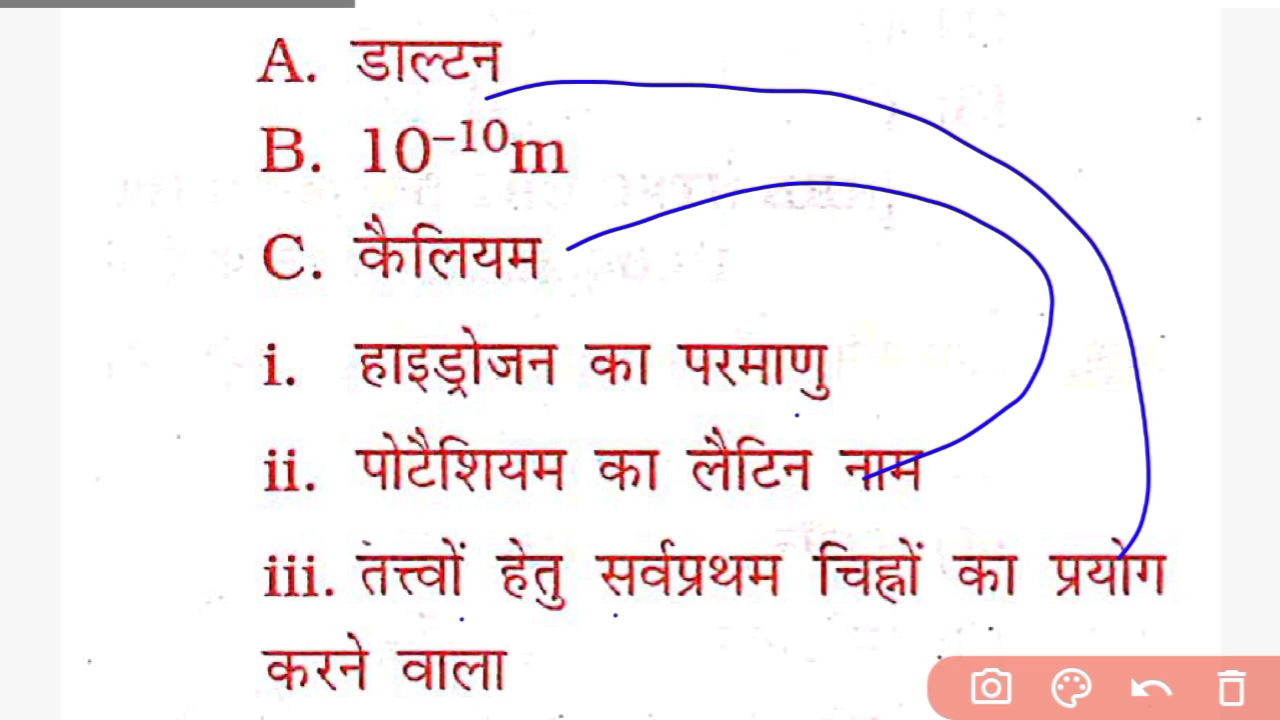 A. डाल्टन
B. 10⁻¹⁰m
C. कैलियम
i. हाइड्रोजन का परमाणु
ii. पोटैशियम का लैटिन नाम
iii. तत्त्वों हेतु सर्वप्रथम चिह्नों का प्रयोग
करने वाला